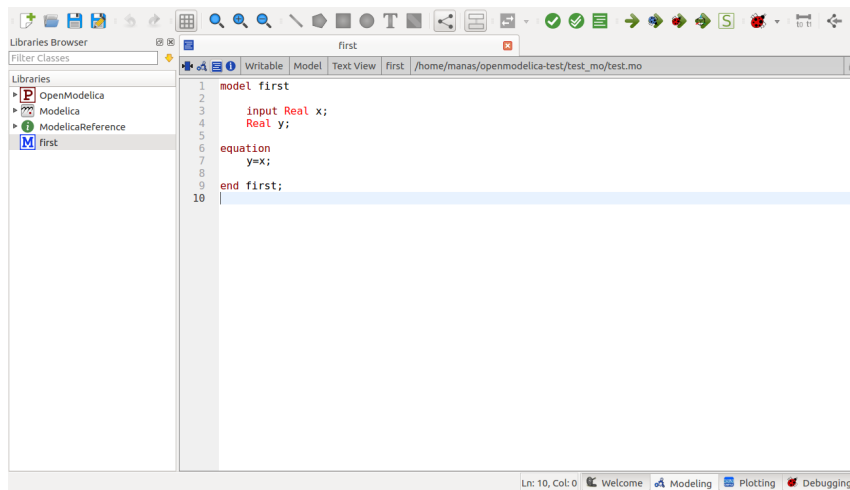 T
S
to t1
Libraries Browser
first
Filter Classes
Writable Model Text View first /home/manas/openmodelica-test/test_mo/test.mo
Libraries
P OpenModelica
Modelica
i ModelicaReference
M first
1 model first
2
3 input Real x;
4 Real y;
5
6 equation
7 y=x;
8
9 end first;
10
Ln: 10, Col: 0 Welcome Modeling Plotting Debugging